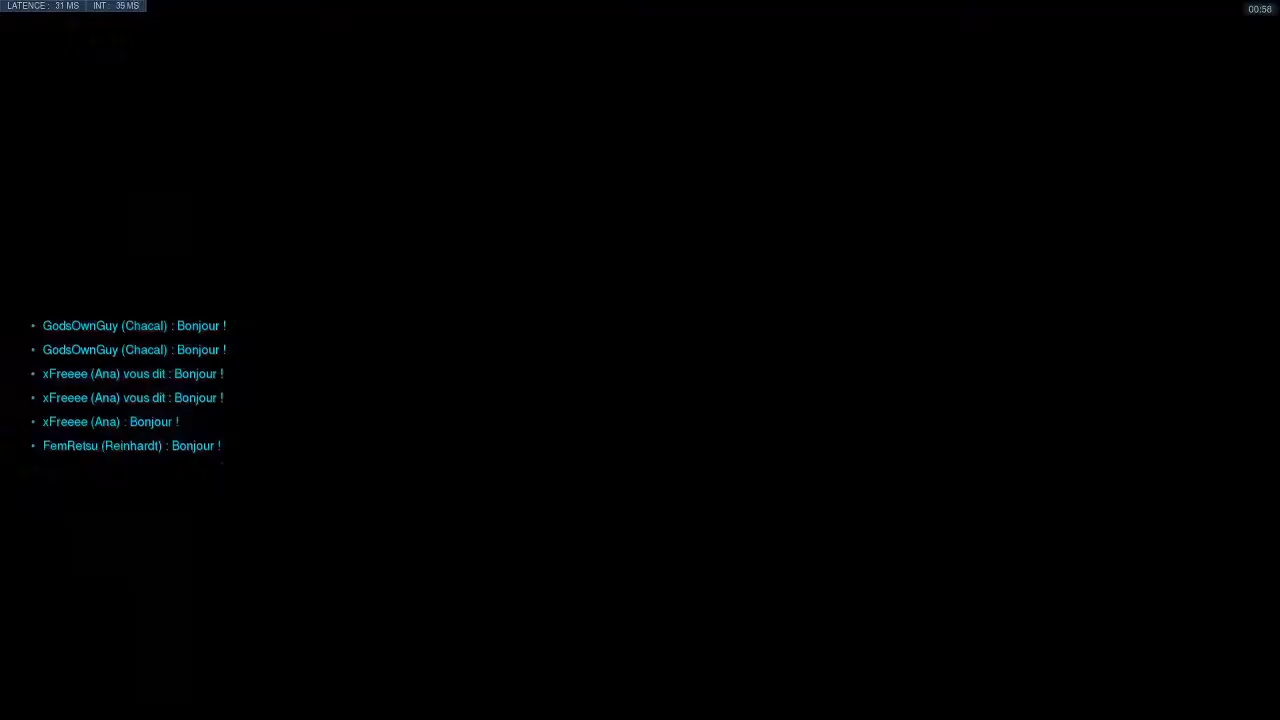 LATENCE : 31 MS INT : 35 MS
00:58
• GodsOwnGuy (Chacal) : Bonjour !
• GodsOwnGuy (Chacal) : Bonjour !
• xFreeee (Ana) vous dit : Bonjour !
• xFreeee (Ana) vous dit : Bonjour !
• xFreeee (Ana) : Bonjour !
• FemRetsu (Reinhardt) : Bonjour !